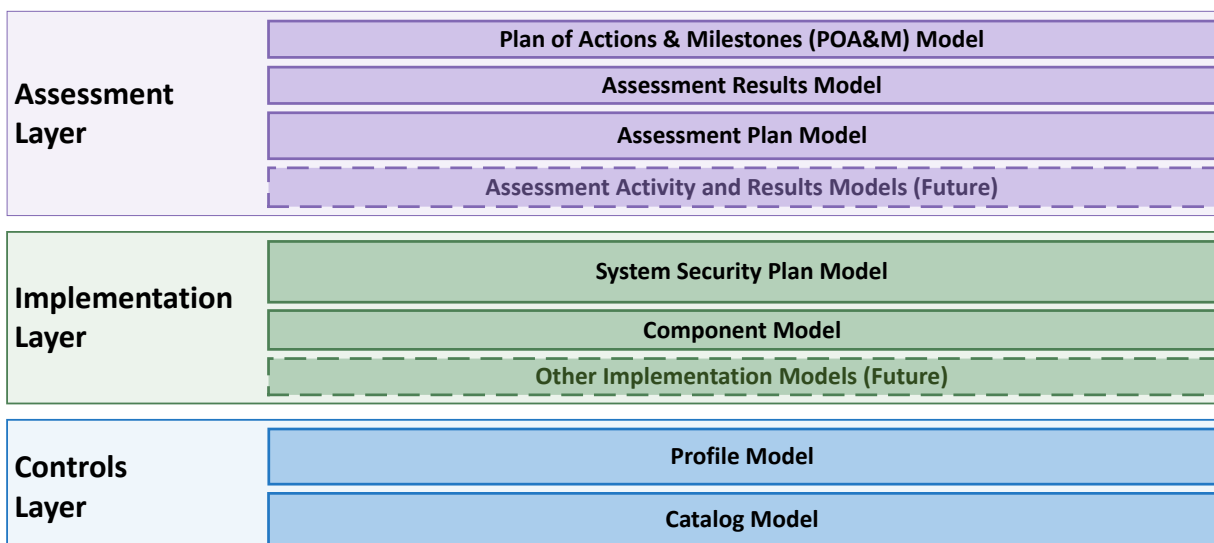 Assessment
Layer
Plan of Actions & Milestones (POA&M) Model
Assessment Results Model
Assessment Plan Model
Assessment Activity and Results Models (Future)
Implementation
Layer
System Security Plan Model
Component Model
Other Implementation Models (Future)
Controls
Layer
Profile Model
Catalog Model